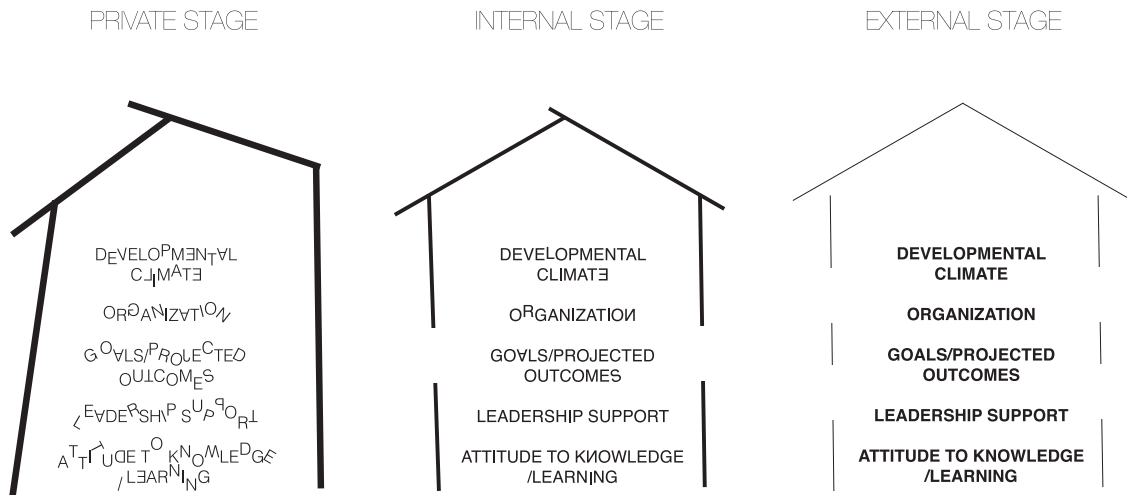 PRIVATE STAGE
DEVELOPMENTAL
CLIMATE
ORGANIZATION
GOALS/PROJECTED
OUTCOMES
LEADERSHIP SUPPORT
ATTITUDE TO KNOWLEDGE
/LEARNING
INTERNAL STAGE
DEVELOPMENTAL
CLIMATE
ORGANIZATION
GOALS/PROJECTED
OUTCOMES
LEADERSHIP SUPPORT
ATTITUDE TO KNOWLEDGE
/LEARNING
EXTERNAL STAGE
DEVELOPMENTAL
CLIMATE
ORGANIZATION
GOALS/PROJECTED
OUTCOMES
LEADERSHIP SUPPORT
ATTITUDE TO KNOWLEDGE
/LEARNING